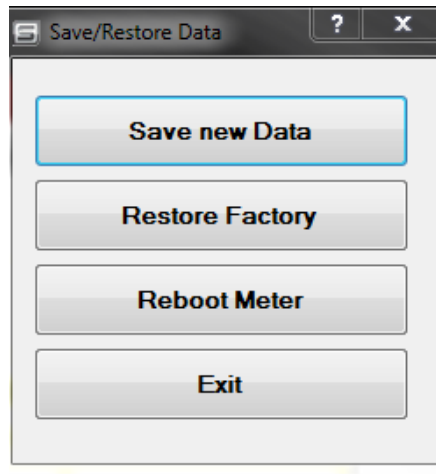 Save/Restore Data
? X
Save new Data
Restore Factory
Reboot Meter
Exit